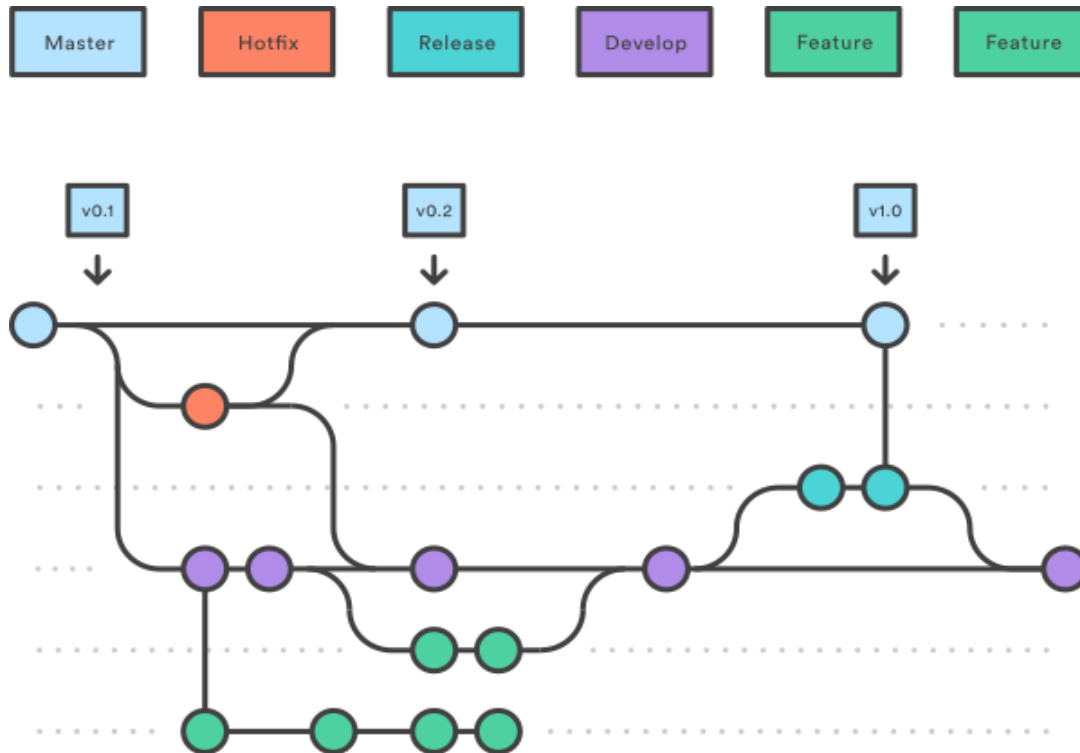 Master
Hotfix
Release
Develop
Feature
Feature
v0.1
v0.2
v1.0